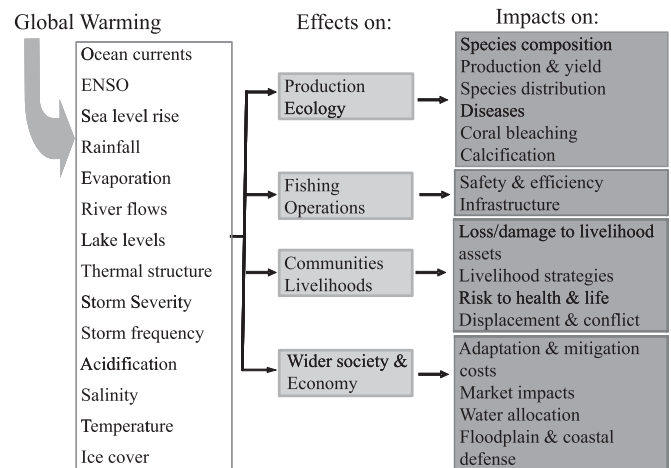 Global Warming
Ocean currents
ENSO
Sea level rise
Rainfall
Evaporation
River flows
Lake levels
Thermal structure
Storm Severity
Storm frequency
Acidification
Salinity
Temperature
Ice cover
Effects on:
Production
Ecology
Fishing
Operations
Communities
Livelihoods
Wider society &
Economy
Impacts on:
Species composition
Production & yield
Species distribution
Diseases
Coral bleaching
Calcification
Safety & efficiency
Infrastructure
Loss/damage to livelihood
assets
Livelihood strategies
Risk to health & life
Displacement & conflict
Adaptation & mitigation
costs
Market impacts
Water allocation
Floodplain & coastal
defense